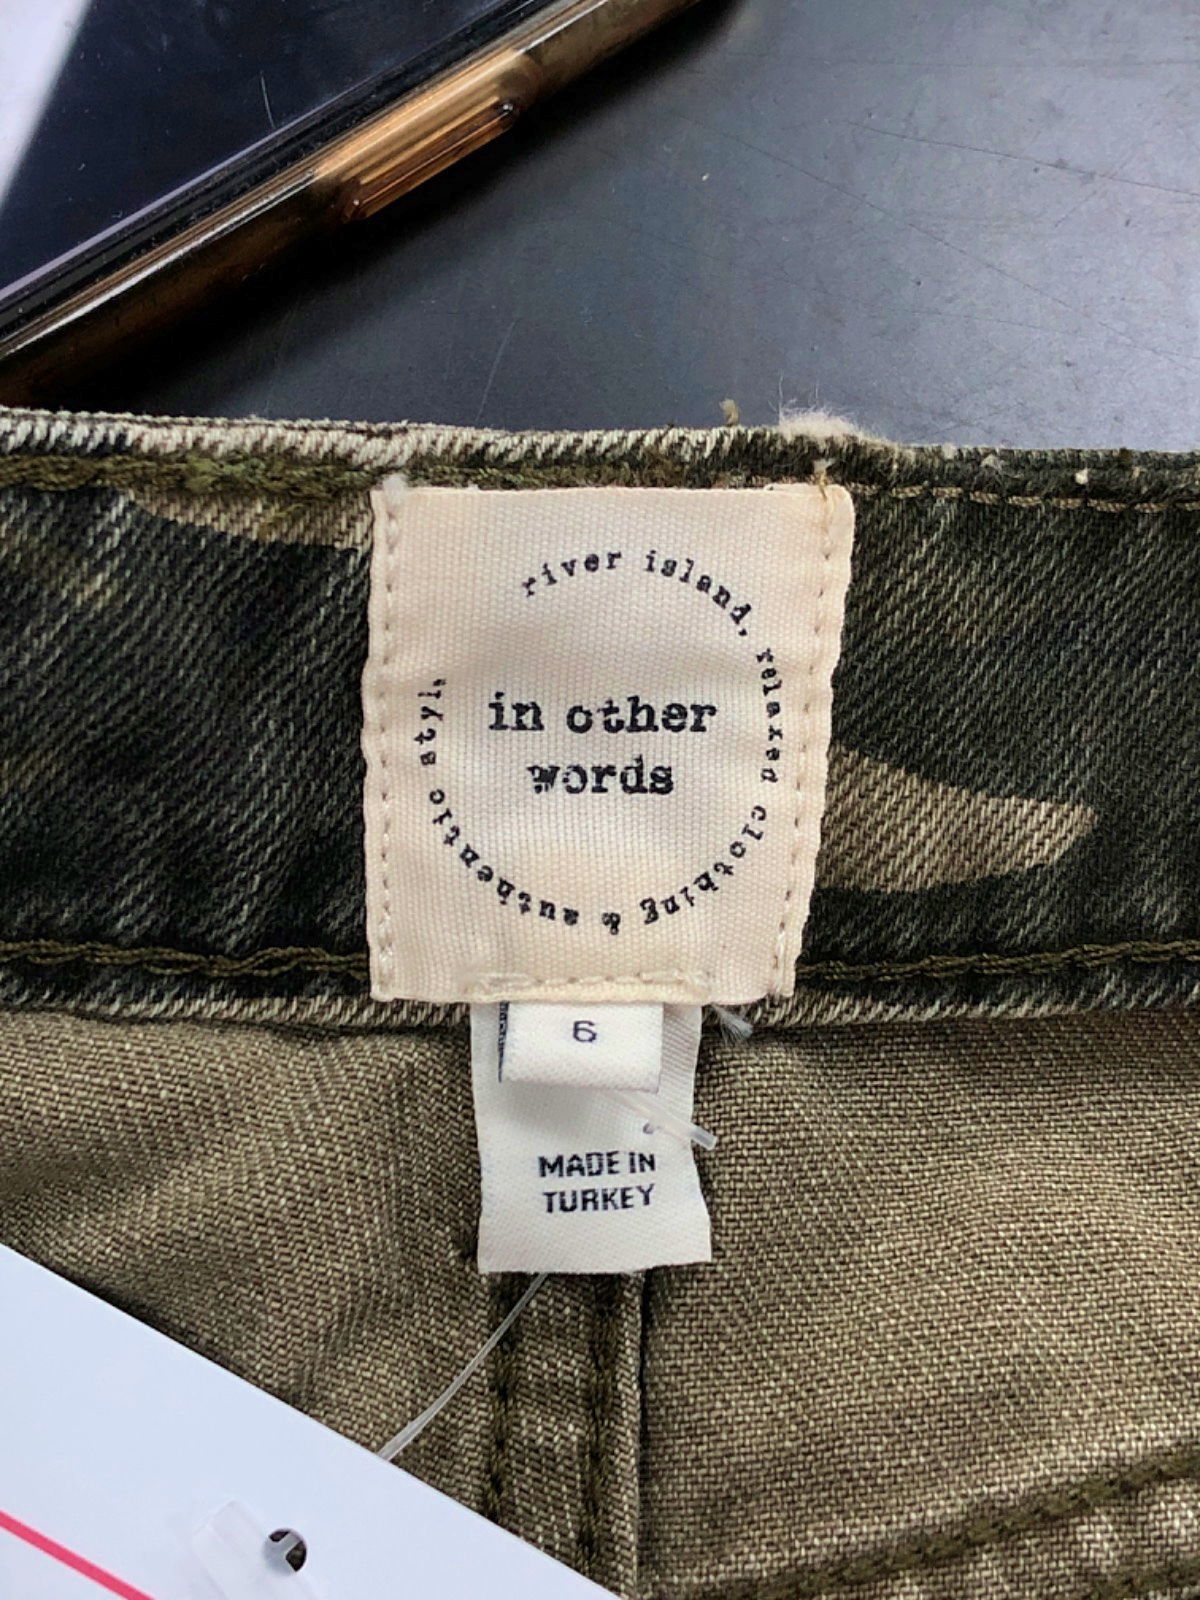 river island, relaxed clothing & authentic styl,
in other
words
6
MADE IN
TURKEY